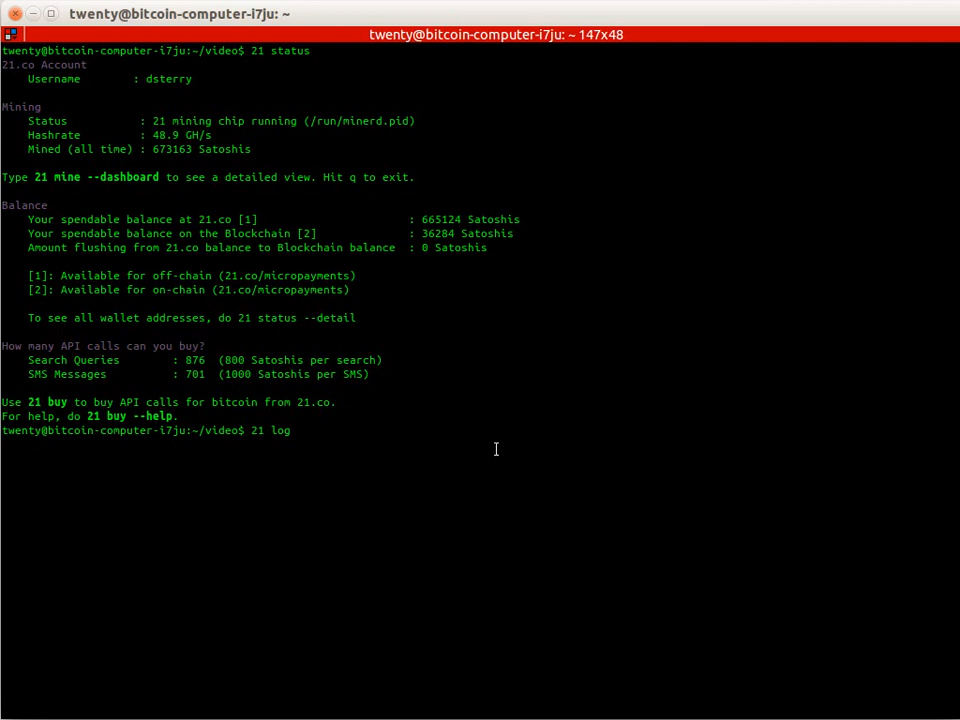 twenty@bitcoin-computer-i7ju: ~
twenty@bitcoin-computer-i7ju: ~ 147x48
twenty@bitcoin-computer-i7ju:~/video$ 21 status
21.co Account
Username : dsterry
Mining
Status : 21 mining chip running (/run/minerd.pid)
Hashrate : 48.9 GH/s
Mined (all time) : 673163 Satoshis
Type 21 mine --dashboard to see a detailed view. Hit q to exit.
Balance
Your spendable balance at 21.co [1] : 665124 Satoshis
Your spendable balance on the Blockchain [2] : 36284 Satoshis
Amount flushing from 21.co balance to Blockchain balance : 0 Satoshis
[1]: Available for off-chain (21.co/micropayments)
[2]: Available for on-chain (21.co/micropayments)
To see all wallet addresses, do 21 status --detail
How many API calls can you buy?
Search Queries : 876 (800 Satoshis per search)
SMS Messages : 701 (1000 Satoshis per SMS)
Use 21 buy to buy API calls for bitcoin from 21.co.
For help, do 21 buy --help.
twenty@bitcoin-computer-i7ju:~/video$ 21 log